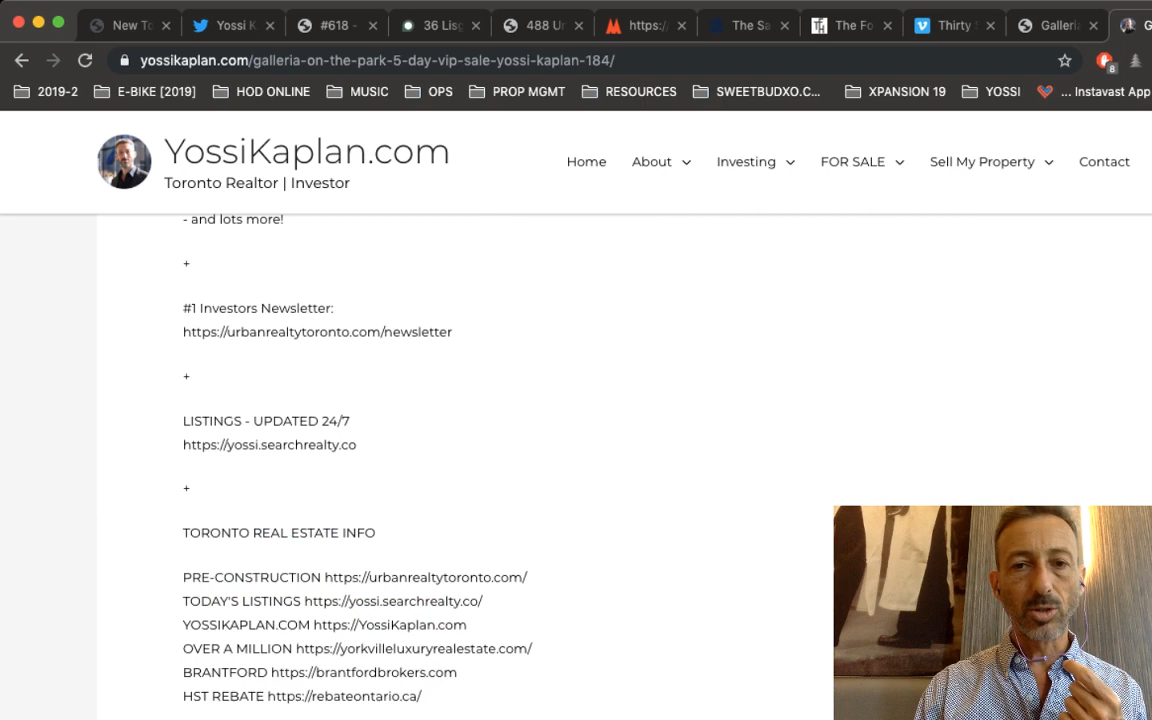 New To
Yossi K
#618 -
36 Lisg
488 Un
https:/
The Sa
The Fo
Thirty
Galleri
G
yossikaplan.com/galleria-on-the-park-5-day-vip-sale-yossi-kaplan-184/
8
2019-2
E-BIKE [2019]
HOD ONLINE
MUSIC
OPS
PROP MGMT
RESOURCES
SWEETBUDXO.C...
XPANSION 19
YOSSI
... Instavast App
YossiKaplan.com
Toronto Realtor | Investor
Home
About
Investing
FOR SALE
Sell My Property
Contact
- and lots more!
+
#1 Investors Newsletter:
https://urbanrealtytoronto.com/newsletter
+
LISTINGS - UPDATED 24/7
https://yossi.searchrealty.co
+
TORONTO REAL ESTATE INFO
PRE-CONSTRUCTION https://urbanrealtytoronto.com/
TODAY'S LISTINGS https://yossi.searchrealty.co/
YOSSIKAPLAN.COM https://YossiKaplan.com
OVER A MILLION https://yorkvilleluxuryrealestate.com/
BRANTFORD https://brantfordbrokers.com
HST REBATE https://rebateontario.ca/